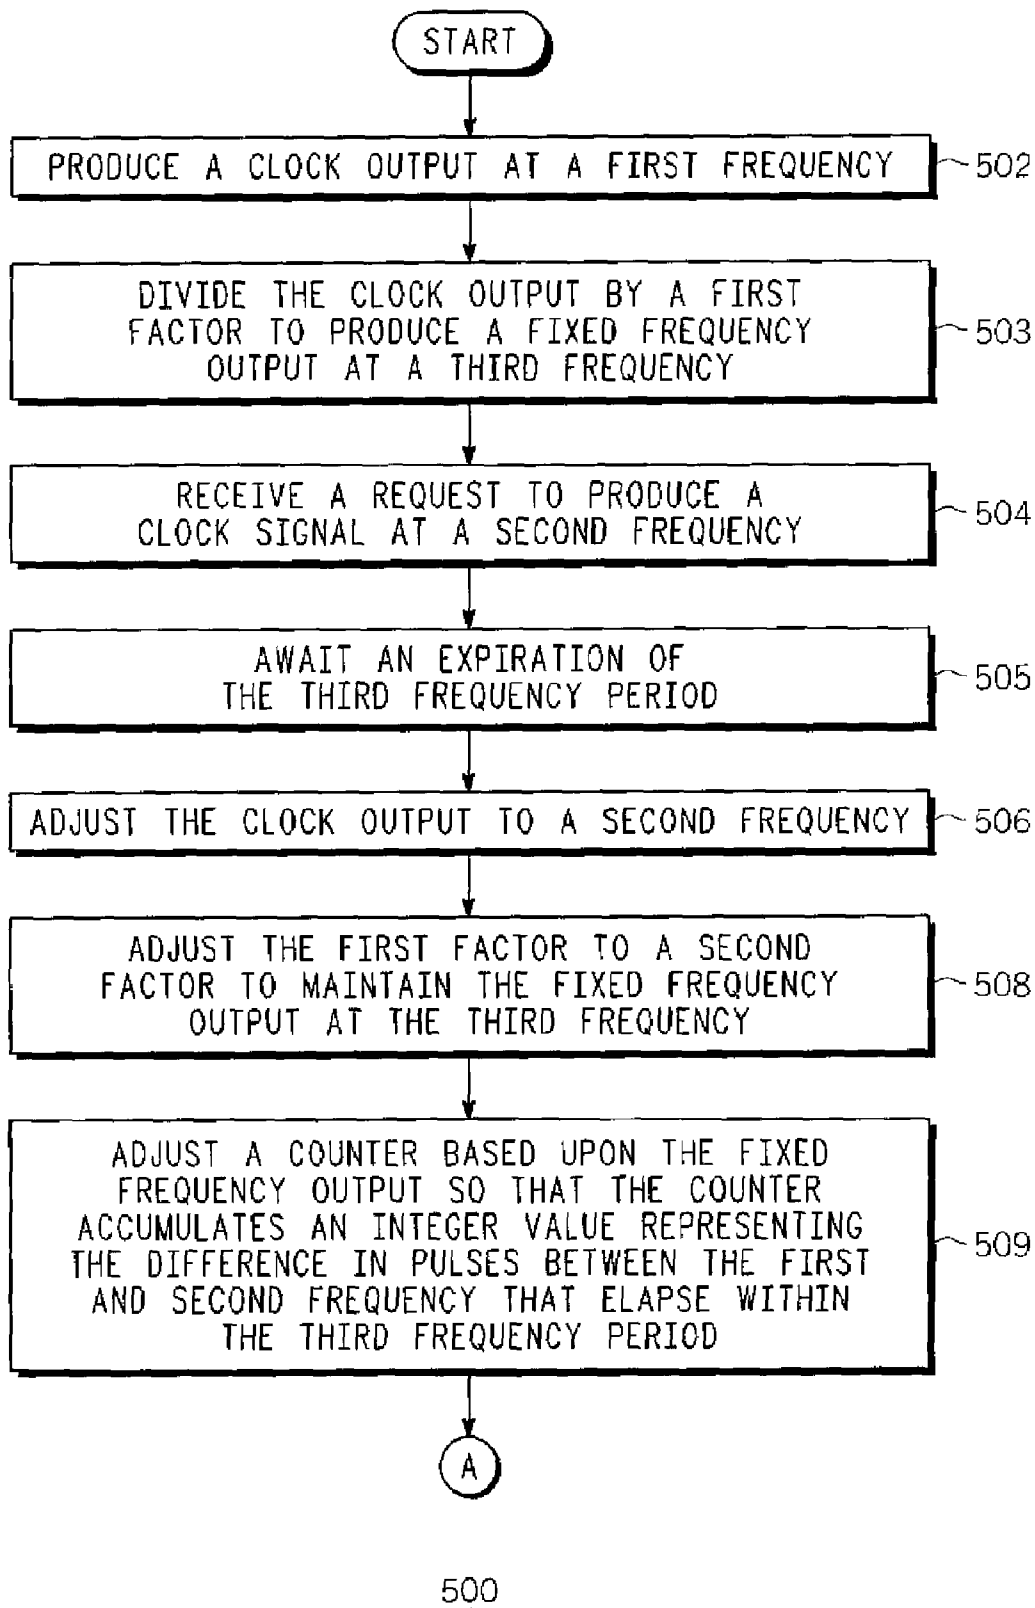 START
PRODUCE A CLOCK OUTPUT AT A FIRST FREQUENCY
502
DIVIDE THE CLOCK OUTPUT BY A FIRST
FACTOR TO PRODUCE A FIXED FREQUENCY
OUTPUT AT A THIRD FREQUENCY
503
RECEIVE A REQUEST TO PRODUCE A
CLOCK SIGNAL AT A SECOND FREQUENCY
504
AWAIT AN EXPIRATION OF
THE THIRD FREQUENCY PERIOD
505
ADJUST THE CLOCK OUTPUT TO A SECOND FREQUENCY
506
ADJUST THE FIRST FACTOR TO A SECOND
FACTOR TO MAINTAIN THE FIXED FREQUENCY
OUTPUT AT THE THIRD FREQUENCY
508
ADJUST A COUNTER BASED UPON THE FIXED
FREQUENCY OUTPUT SO THAT THE COUNTER
ACCUMULATES AN INTEGER VALUE REPRESENTING
THE DIFFERENCE IN PULSES BETWEEN THE FIRST
AND SECOND FREQUENCY THAT ELAPSE WITHIN
THE THIRD FREQUENCY PERIOD
509
A
500